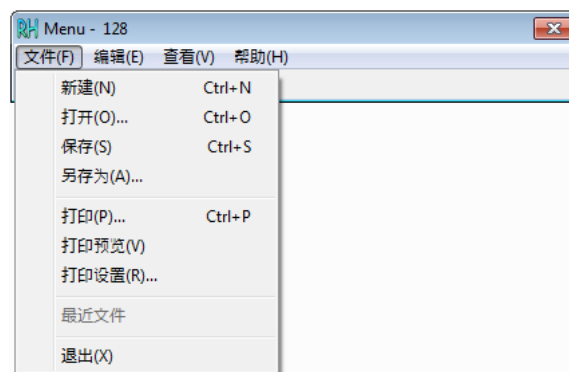 RH Menu - 128
文件(F) 编辑(E) 查看(V) 帮助(H)
新建(N) Ctrl+N
打开(O)... Ctrl+O
保存(S) Ctrl+S
另存为(A)...
打印(P)... Ctrl+P
打印预览(V)
打印设置(R)...
最近文件
退出(X)